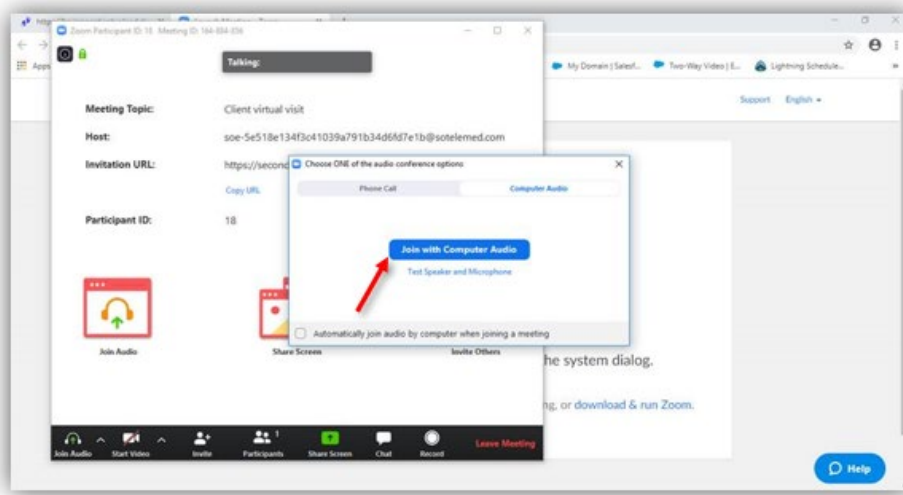 Zoom Participant ID: 18 Meeting ID: 164-804-036
Talking:
Apps
My Domain | Salesf...
Two-Way Video | E...
Lightning Schedule...
Support English
Meeting Topic: Client virtual visit
Host: soe-5e518e134f3c41039a791b34d6fd7e1b@sotelemed.com
Invitation URL: https://second
Copy URL
Participant ID: 18
Choose ONE of the audio conference options
Phone Call Computer Audio
Join with Computer Audio
Test Speaker and Microphone
Automatically join audio by computer when joining a meeting
Join Audio
Share Screen
Invite Others
he system dialog.
ng, or download & run Zoom.
Join Audio Start Video Invite Participants 1 Share Screen Chat Record Leave Meeting
Help